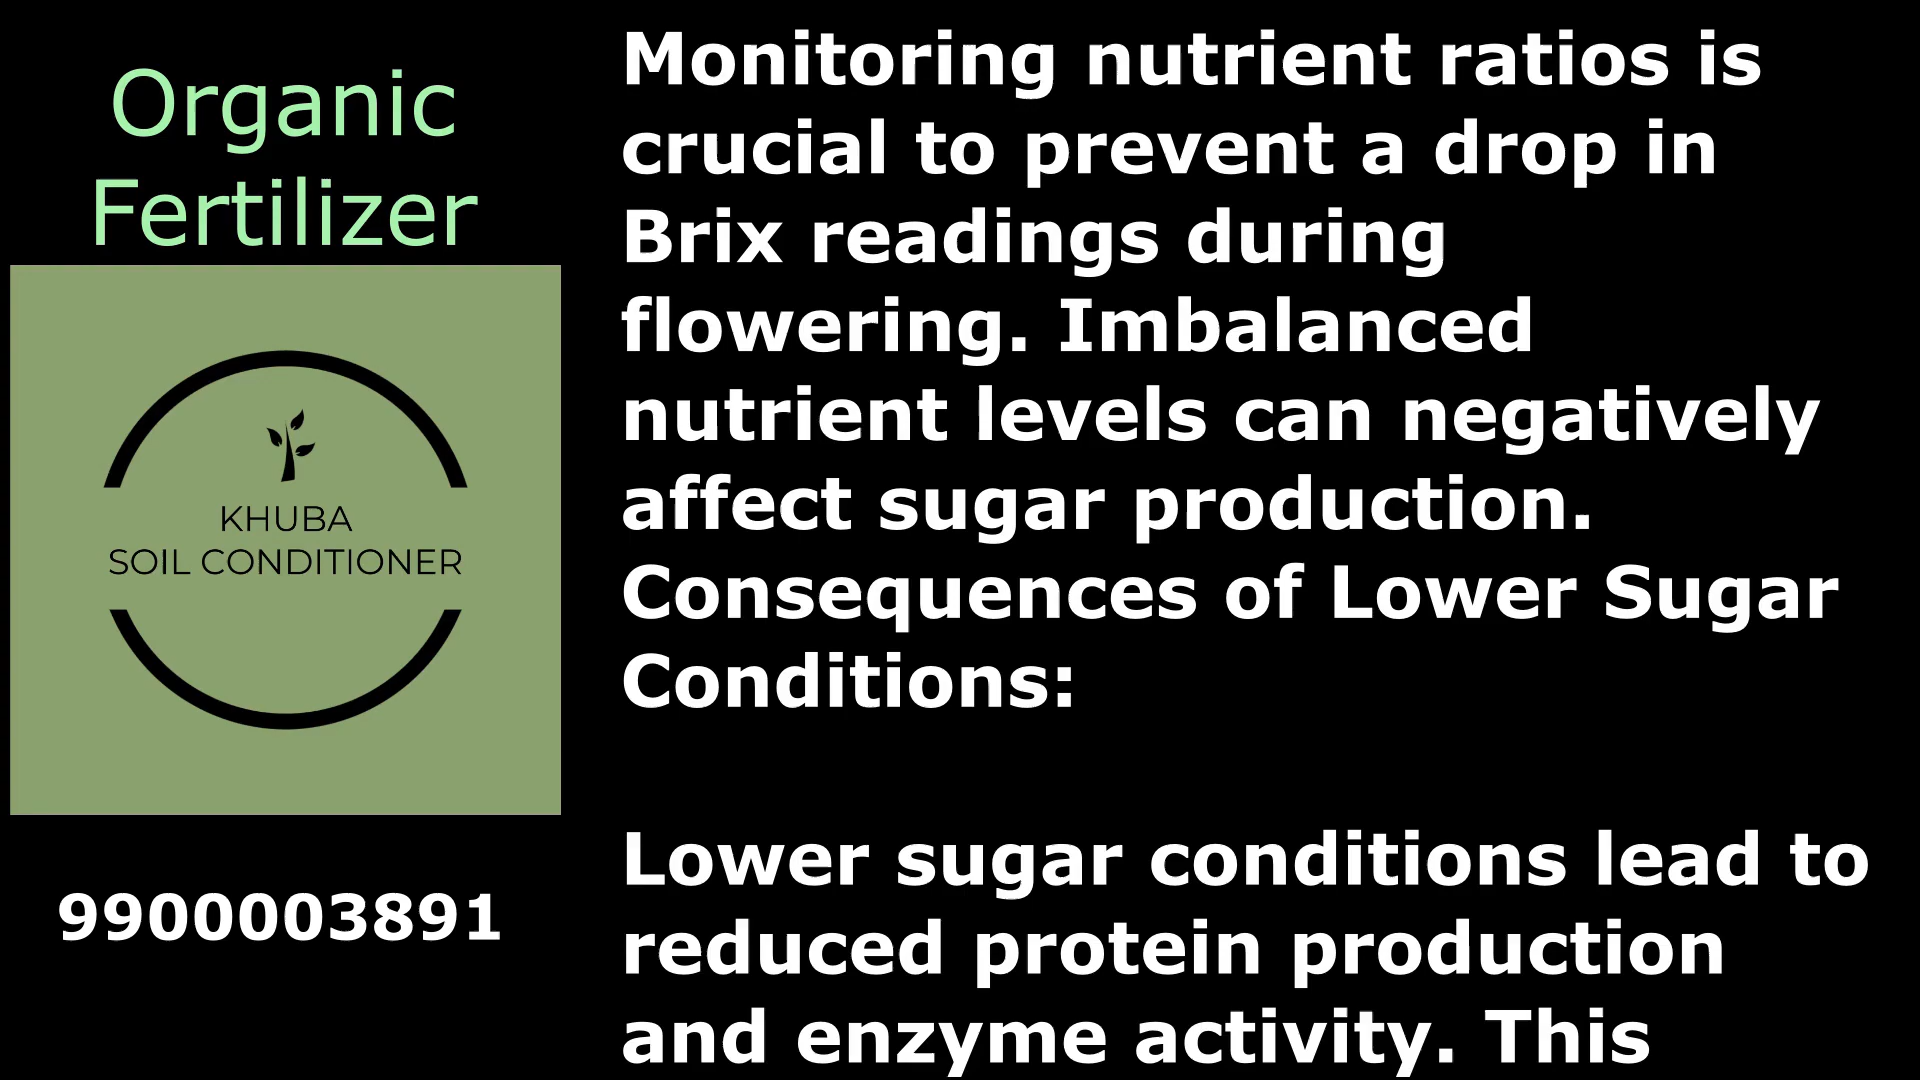 Organic
Fertilizer
KHUBA
SOIL CONDITIONER
9900003891
Monitoring nutrient ratios is
crucial to prevent a drop in
Brix readings during
flowering. Imbalanced
nutrient levels can negatively
affect sugar production.
Consequences of Lower Sugar
Conditions:
Lower sugar conditions lead to
reduced protein production
and enzyme activity. This